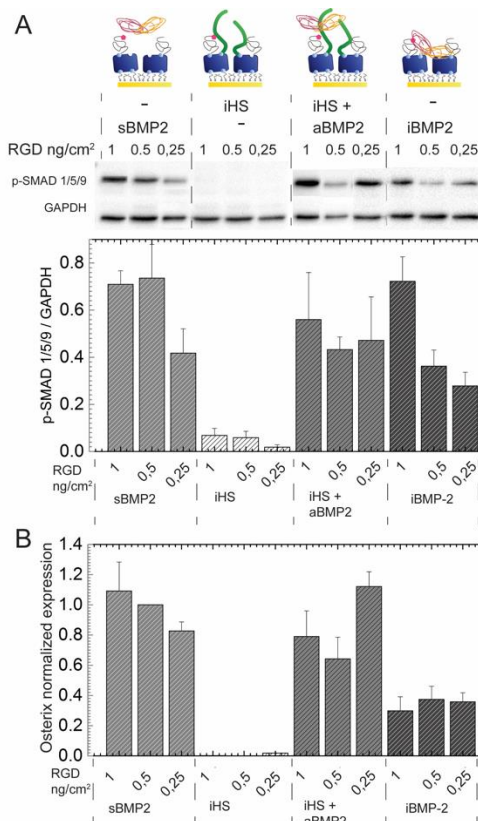 A
- iHS iHS + -
sBMP2 - aBMP2 iBMP2
RGD ng/cm² 1 0.5 0,25 1 0.5 0,25 1 0.5 0,25 1 0.5 0,25
p-SMAD 1/5/9
GAPDH
p-SMAD 1/5/9 / GAPDH
0.8
0.6
0.4
0.2
0.0
RGD 1 0,5 0,25 1 0,5 0,25 1 0,5 0,25 1 0,5 0,25
ng/cm²
sBMP2 iHS iHS + iBMP-2
aBMP2
B
Osterix normalized expression
1.4
1.2
1.0
0.8
0.6
0.4
0.2
0.0
RGD 1 0,5 0,25 1 0,5 0,25 1 0,5 0,25 1 0,5 0,25
ng/cm²
sBMP2 iHS iHS + iBMP-2
aBMP2